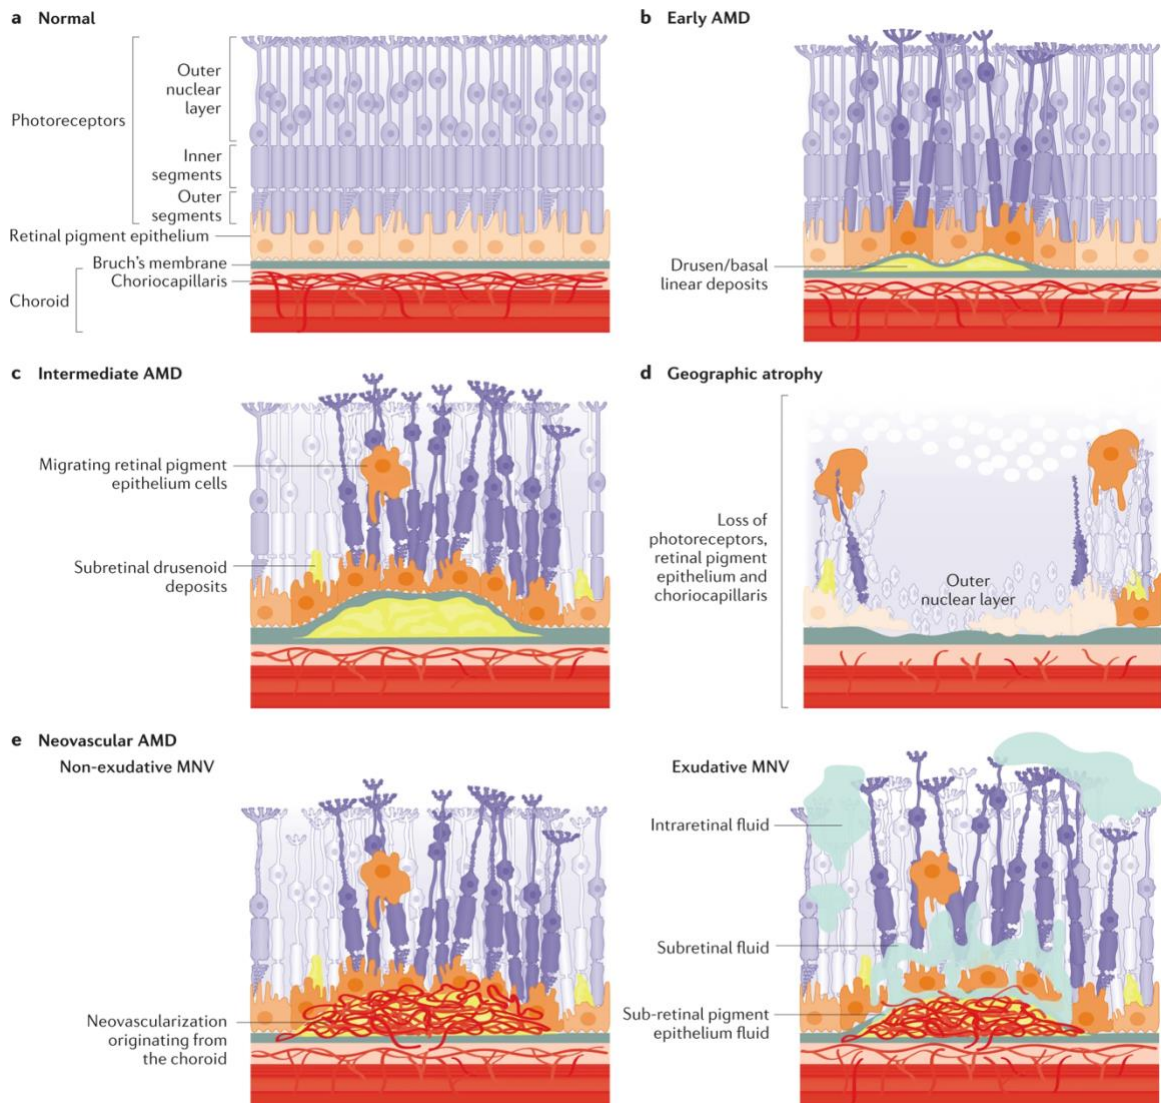 a Normal
Photoreceptors
Outer
nuclear
layer
Inner
segments
Outer
segments
Retinal pigment epithelium
Bruch's membrane
Choriocapillaris
Choroid
b Early AMD
Drusen/basal
linear deposits
c Intermediate AMD
Migrating retinal pigment
epithelium cells
Subretinal drusenoid
deposits
d Geographic atrophy
Loss of
photoreceptors,
retinal pigment
epithelium and
choriocapillaris
Outer
nuclear layer
e Neovascular AMD
Non-exudative MNV
Neovascularization
originating from
the choroid
Exudative MNV
Intraretinal fluid
Subretinal fluid
Sub-retinal pigment
epithelium fluid